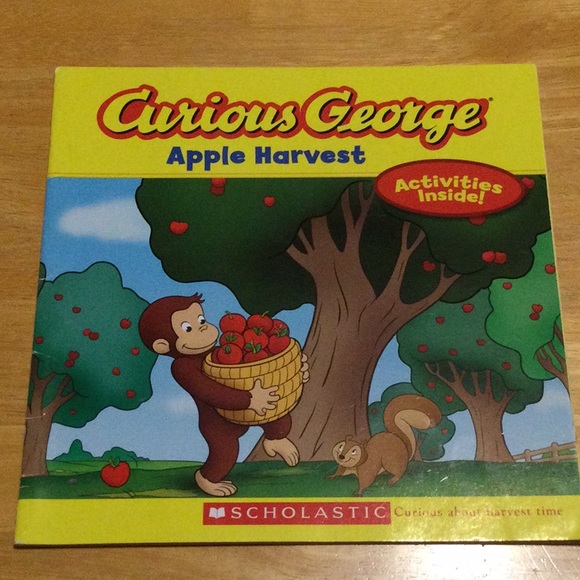 Curious George®
Apple Harvest
Activities
Inside!
SCHOLASTIC
Curious about harvest time